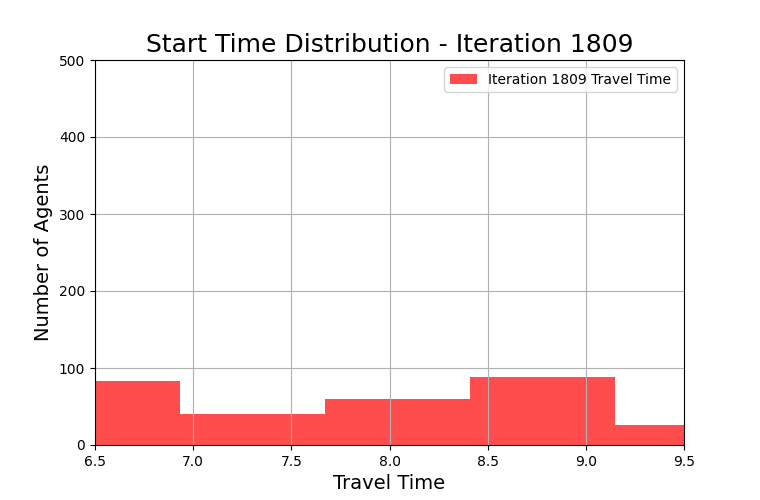 Start Time Distribution - Iteration 1809
Iteration 1809 Travel Time
Number of Agents
500
400
300
200
100
0
6.5 7.0 7.5 8.0 8.5 9.0 9.5
Travel Time